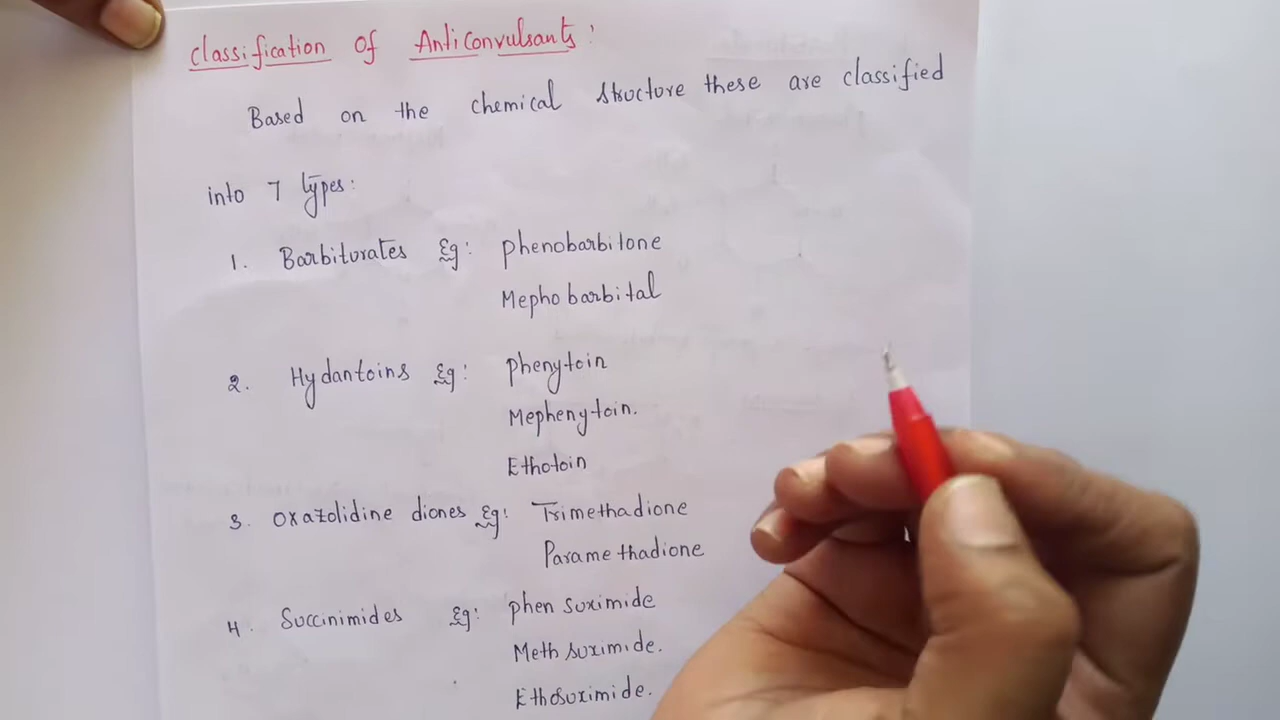 Classification Of Anticonvulsants:
Based on the chemical structure these are classified
into 7 types:
1. Barbiturates Eg: phenobarbitone
Mephobarbital
2. Hydantoins Eg: phenytoin
Mephenytoin.
Ethotoin
3. Oxazolidine diones Eg: Trimethadione
Paramethadione
4. Succinimides Eg: phensuximide
Methsuximide.
Ethosuximide.